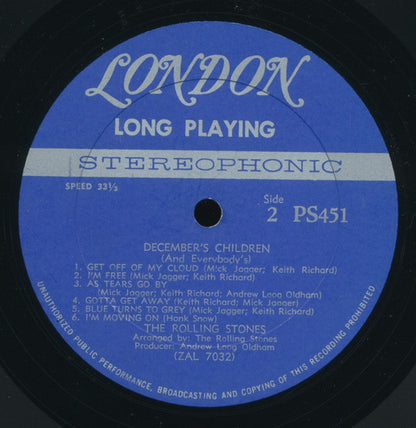 LONDON
LONG PLAYING
STEREOPHONIC
SPEED 33⅓
Side
2 PS451
DECEMBER'S CHILDREN
(And Everybody's)
1. GET OFF OF MY CLOUD (Mick Jagger; Keith Richard)
2. I'M FREE (Mick Jagger; Keith Richard)
3. AS TEARS GO BY
(Mick Jagger; Keith Richard; Andrew Loog Oldham)
4. GOTTA GET AWAY (Keith Richard; Mick Jagger)
5. BLUE TURNS TO GREY (Mick Jagger; Keith Richard)
6. I'M MOVING ON (Hank Snow)
THE ROLLING STONES
Arranged by: The Rolling Stones
Producer: Andrew Loog Oldham
(ZAL 7032)
UNAUTHORIZED PUBLIC PERFORMANCE, BROADCASTING AND COPYING OF THIS RECORDING PROHIBITED